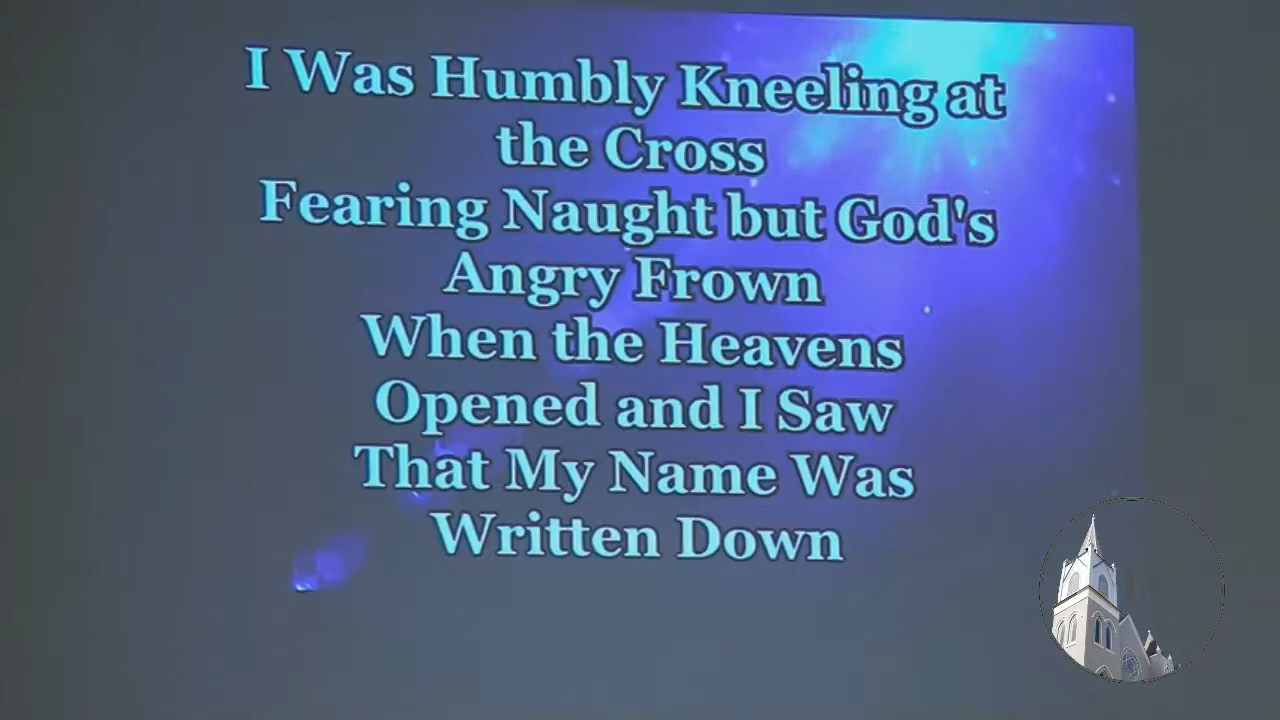 I Was Humbly Kneeling at
the Cross
Fearing Naught but God's
Angry Frown
When the Heavens
Opened and I Saw
That My Name Was
Written Down